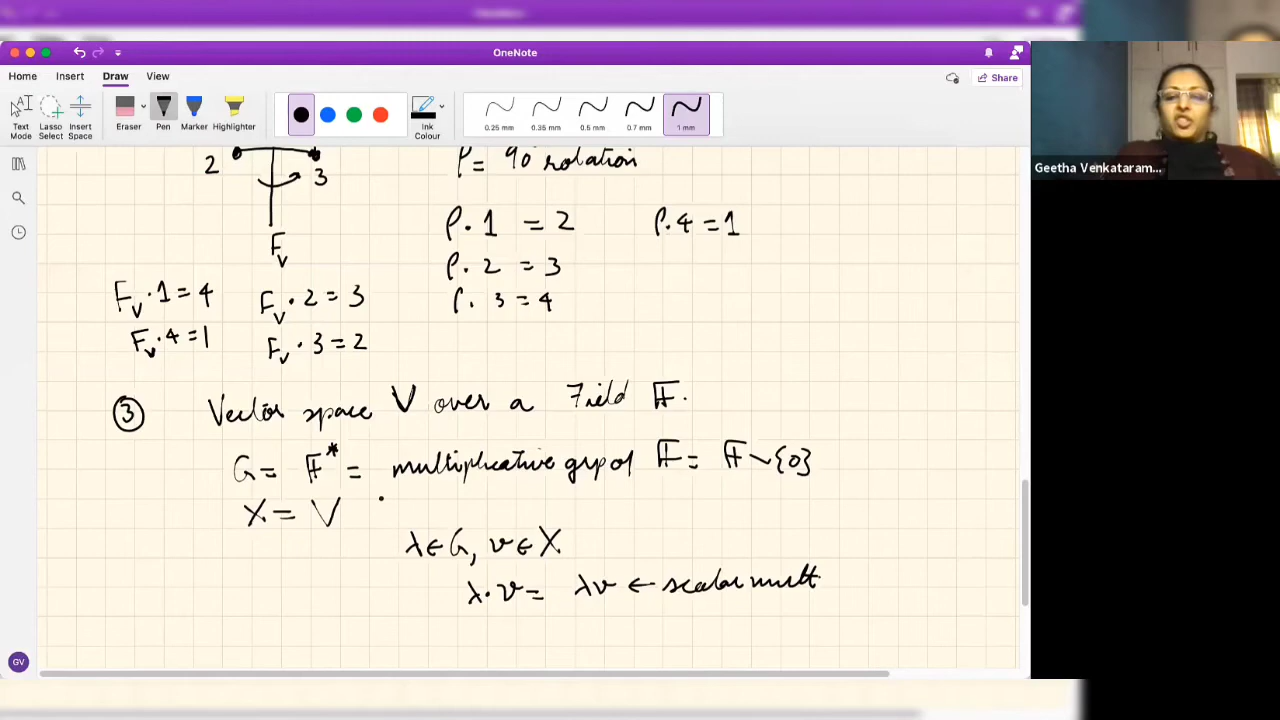 OneNote
Home Insert Draw View
Share
Text Mode
Lasso Select
Insert Space
Eraser
Pen
Marker
Highlighter
Ink Colour
0.25 mm
0.35 mm
0.5 mm
0.7 mm
1 mm
Geetha Venkataram...
2
3
F_V
ρ = 90° rotation
ρ·1 = 2 ρ·4 = 1
ρ·2 = 3
ρ·3 = 4
F_V·1 = 4 F_V·2 = 3
F_V·4 = 1 F_V·3 = 2
③ Vector space V over a Field 𝔽.
G = 𝔽* = multiplicative grp of 𝔽 = 𝔽 ∖ {0}
X = V
λ ∈ G, v ∈ X
λ·v = λv ← scalar mult
GV